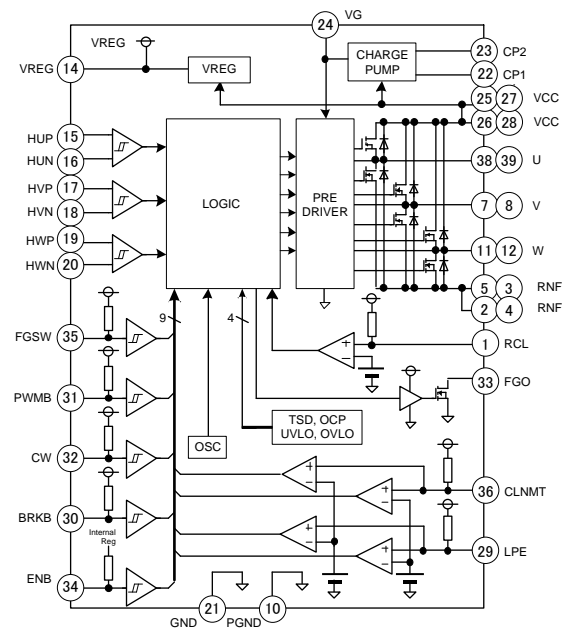 24 VG
VREG
VREG 14
VREG
CHARGE
PUMP
23 CP2
22 CP1
25 27 VCC
26 28 VCC
HUP 15
HUN 16
HVP 17
HVN 18
HWP 19
HWN 20
LOGIC
PRE
DRIVER
38 39 U
7 8 V
11 12 W
5 3 RNF
2 4 RNF
9
4
+
−
1 RCL
FGSW 35
33 FGO
PWMB 31
TSD, OCP
UVLO, OVLO
OSC
CW 32
+
−
+
−
36 CLNMT
BRKB 30
Internal
Reg
+
−
+
−
29 LPE
ENB 34
21
GND
10
PGND